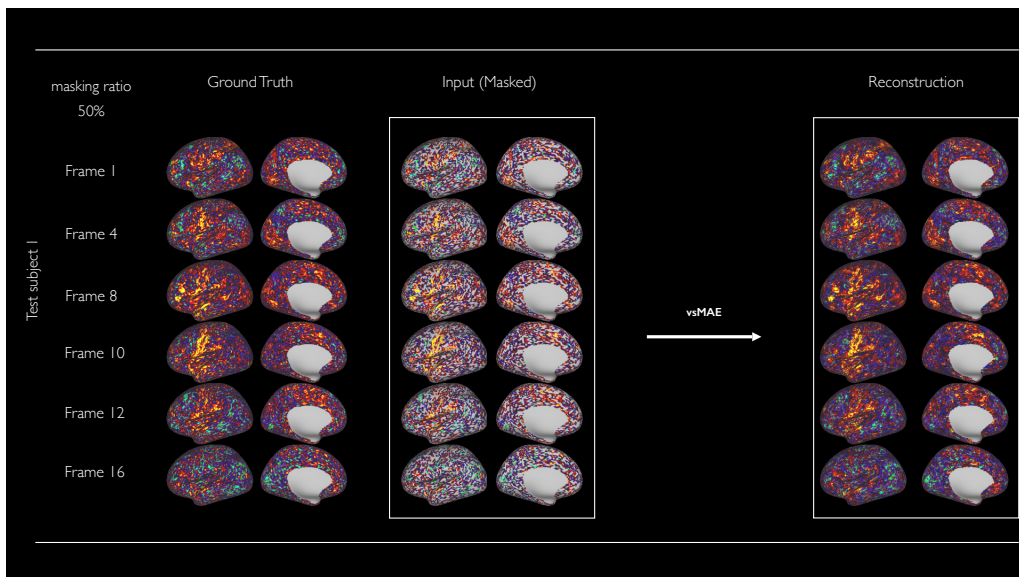 masking ratio
50%
Ground Truth
Input (Masked)
Reconstruction
Test subject 1
Frame 1
Frame 4
Frame 8
Frame 10
Frame 12
Frame 16
vsMAE